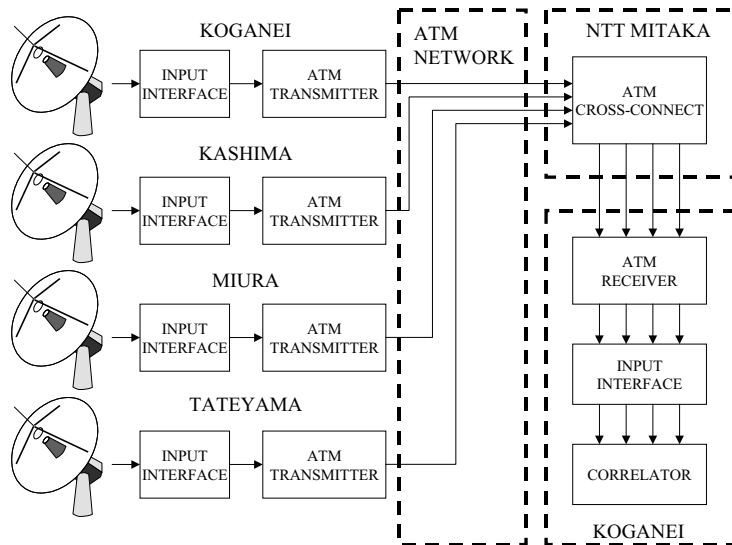 KOGANEI
INPUT
INTERFACE
ATM
TRANSMITTER
KASHIMA
INPUT
INTERFACE
ATM
TRANSMITTER
MIURA
INPUT
INTERFACE
ATM
TRANSMITTER
TATEYAMA
INPUT
INTERFACE
ATM
TRANSMITTER
ATM
NETWORK
NTT MITAKA
ATM
CROSS-CONNECT
ATM
RECEIVER
INPUT
INTERFACE
CORRELATOR
KOGANEI